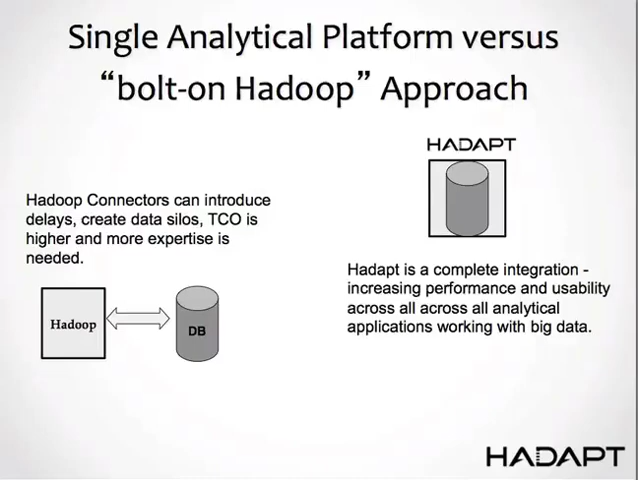 Single Analytical Platform versus
“bolt-on Hadoop” Approach
Hadoop Connectors can introduce
delays, create data silos, TCO is
higher and more expertise is
needed.
Hadoop
DB
HADAPT
Hadapt is a complete integration -
increasing performance and usability
across all across all analytical
applications working with big data.
HADAPT